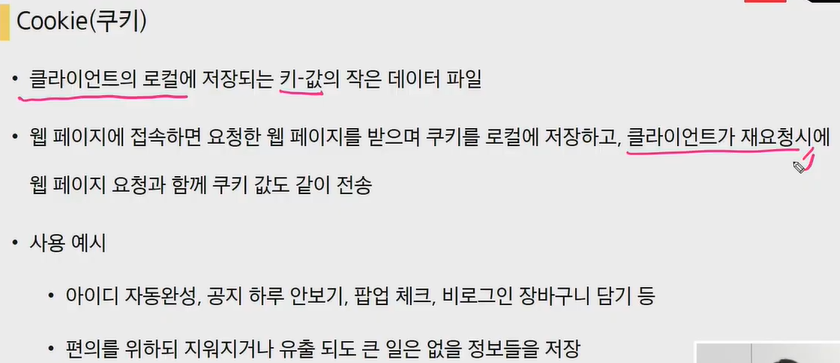 Cookie(쿠키)
• 클라이언트의 로컬에 저장되는 키-값의 작은 데이터 파일
• 웹 페이지에 접속하면 요청한 웹 페이지를 받으며 쿠키를 로컬에 저장하고, 클라이언트가 재요청시에
웹 페이지 요청과 함께 쿠키 값도 같이 전송
• 사용 예시
• 아이디 자동완성, 공지 하루 안보기, 팝업 체크, 비로그인 장바구니 담기 등
• 편의를 위하되 지워지거나 유출 되도 큰 일은 없을 정보들을 저장